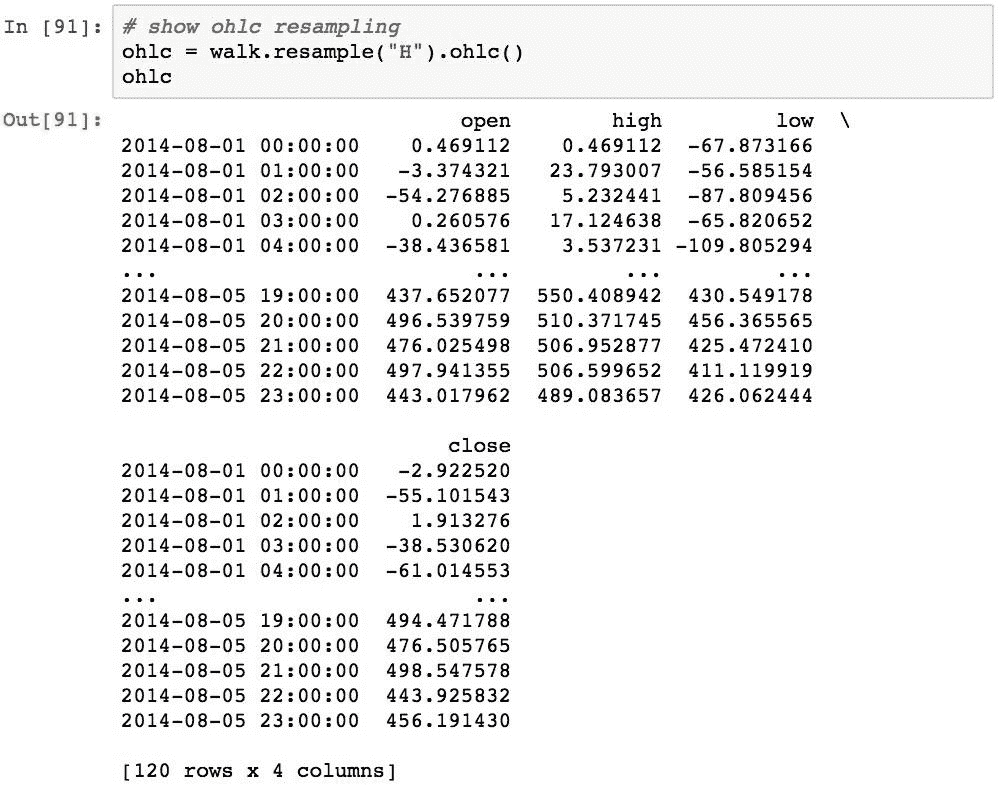 In [91]: # show ohlc resampling
ohlc = walk.resample("H").ohlc()
ohlc
Out[91]: open high low \
2014-08-01 00:00:00 0.469112 0.469112 -67.873166
2014-08-01 01:00:00 -3.374321 23.793007 -56.585154
2014-08-01 02:00:00 -54.276885 5.232441 -87.809456
2014-08-01 03:00:00 0.260576 17.124638 -65.820652
2014-08-01 04:00:00 -38.436581 3.537231 -109.805294
... ... ... ...
2014-08-05 19:00:00 437.652077 550.408942 430.549178
2014-08-05 20:00:00 496.539759 510.371745 456.365565
2014-08-05 21:00:00 476.025498 506.952877 425.472410
2014-08-05 22:00:00 497.941355 506.599652 411.119919
2014-08-05 23:00:00 443.017962 489.083657 426.062444
close
2014-08-01 00:00:00 -2.922520
2014-08-01 01:00:00 -55.101543
2014-08-01 02:00:00 1.913276
2014-08-01 03:00:00 -38.530620
2014-08-01 04:00:00 -61.014553
... ...
2014-08-05 19:00:00 494.471788
2014-08-05 20:00:00 476.505765
2014-08-05 21:00:00 498.547578
2014-08-05 22:00:00 443.925832
2014-08-05 23:00:00 456.191430
[120 rows x 4 columns]